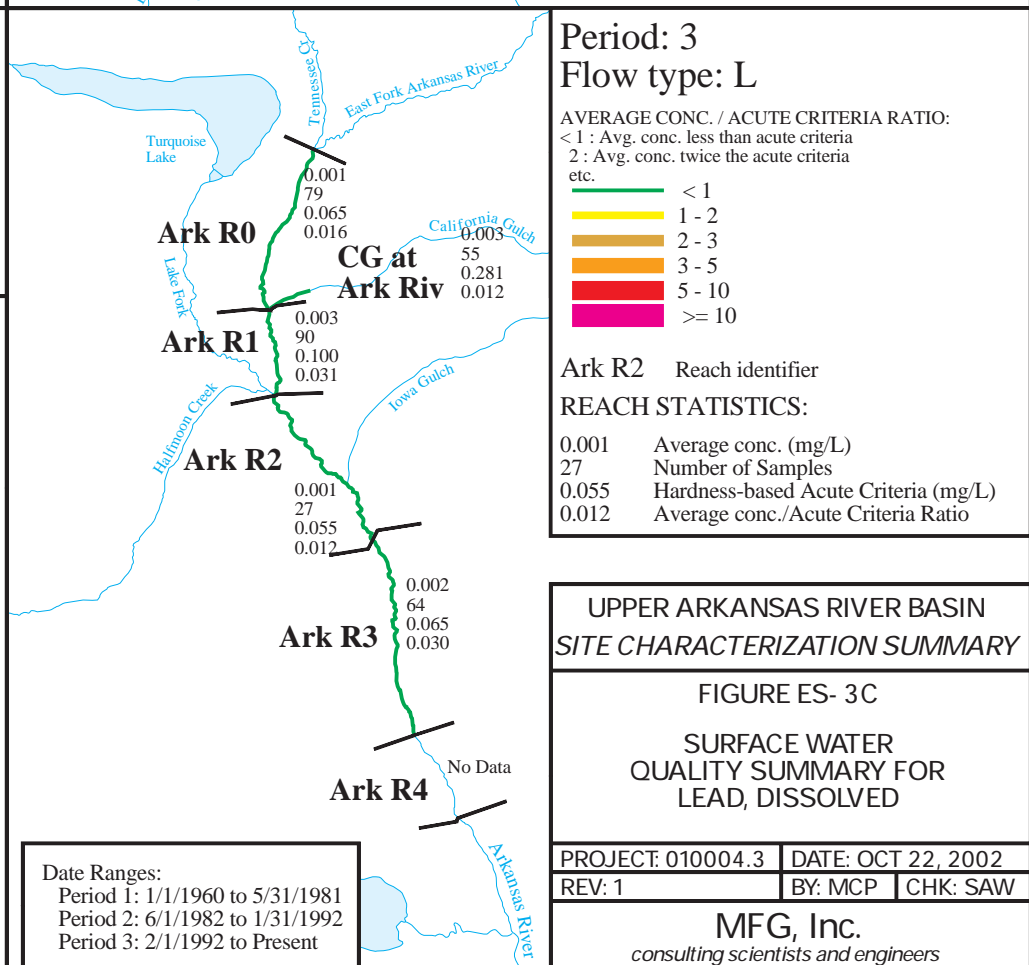 Tennessee Cr.
East Fork Arkansas River
Turquoise
Lake
0.001
79
0.065
0.016
Ark R0
California Gulch
CG at
Ark Riv
0.003
55
0.281
0.012
Lake Fork
Ark R1
0.003
90
0.100
0.031
Iowa Gulch
Halfmoon Creek
Ark R2
0.001
27
0.055
0.012
0.002
64
0.065
0.030
Ark R3
No Data
Ark R4
Arkansas River
Date Ranges:
Period 1: 1/1/1960 to 5/31/1981
Period 2: 6/1/1982 to 1/31/1992
Period 3: 2/1/1992 to Present
Period: 3
Flow type: L
AVERAGE CONC. / ACUTE CRITERIA RATIO:
< 1 : Avg. conc. less than acute criteria
2 : Avg. conc. twice the acute criteria
etc.
< 1
1 - 2
2 - 3
3 - 5
5 - 10
>= 10
Ark R2 Reach identifier
REACH STATISTICS:
0.001 Average conc. (mg/L)
27 Number of Samples
0.055 Hardness-based Acute Criteria (mg/L)
0.012 Average conc./Acute Criteria Ratio
UPPER ARKANSAS RIVER BASIN
SITE CHARACTERIZATION SUMMARY
FIGURE ES- 3C
SURFACE WATER
QUALITY SUMMARY FOR
LEAD, DISSOLVED
PROJECT: 010004.3 DATE: OCT 22, 2002
REV: 1 BY: MCP CHK: SAW
MFG, Inc.
consulting scientists and engineers